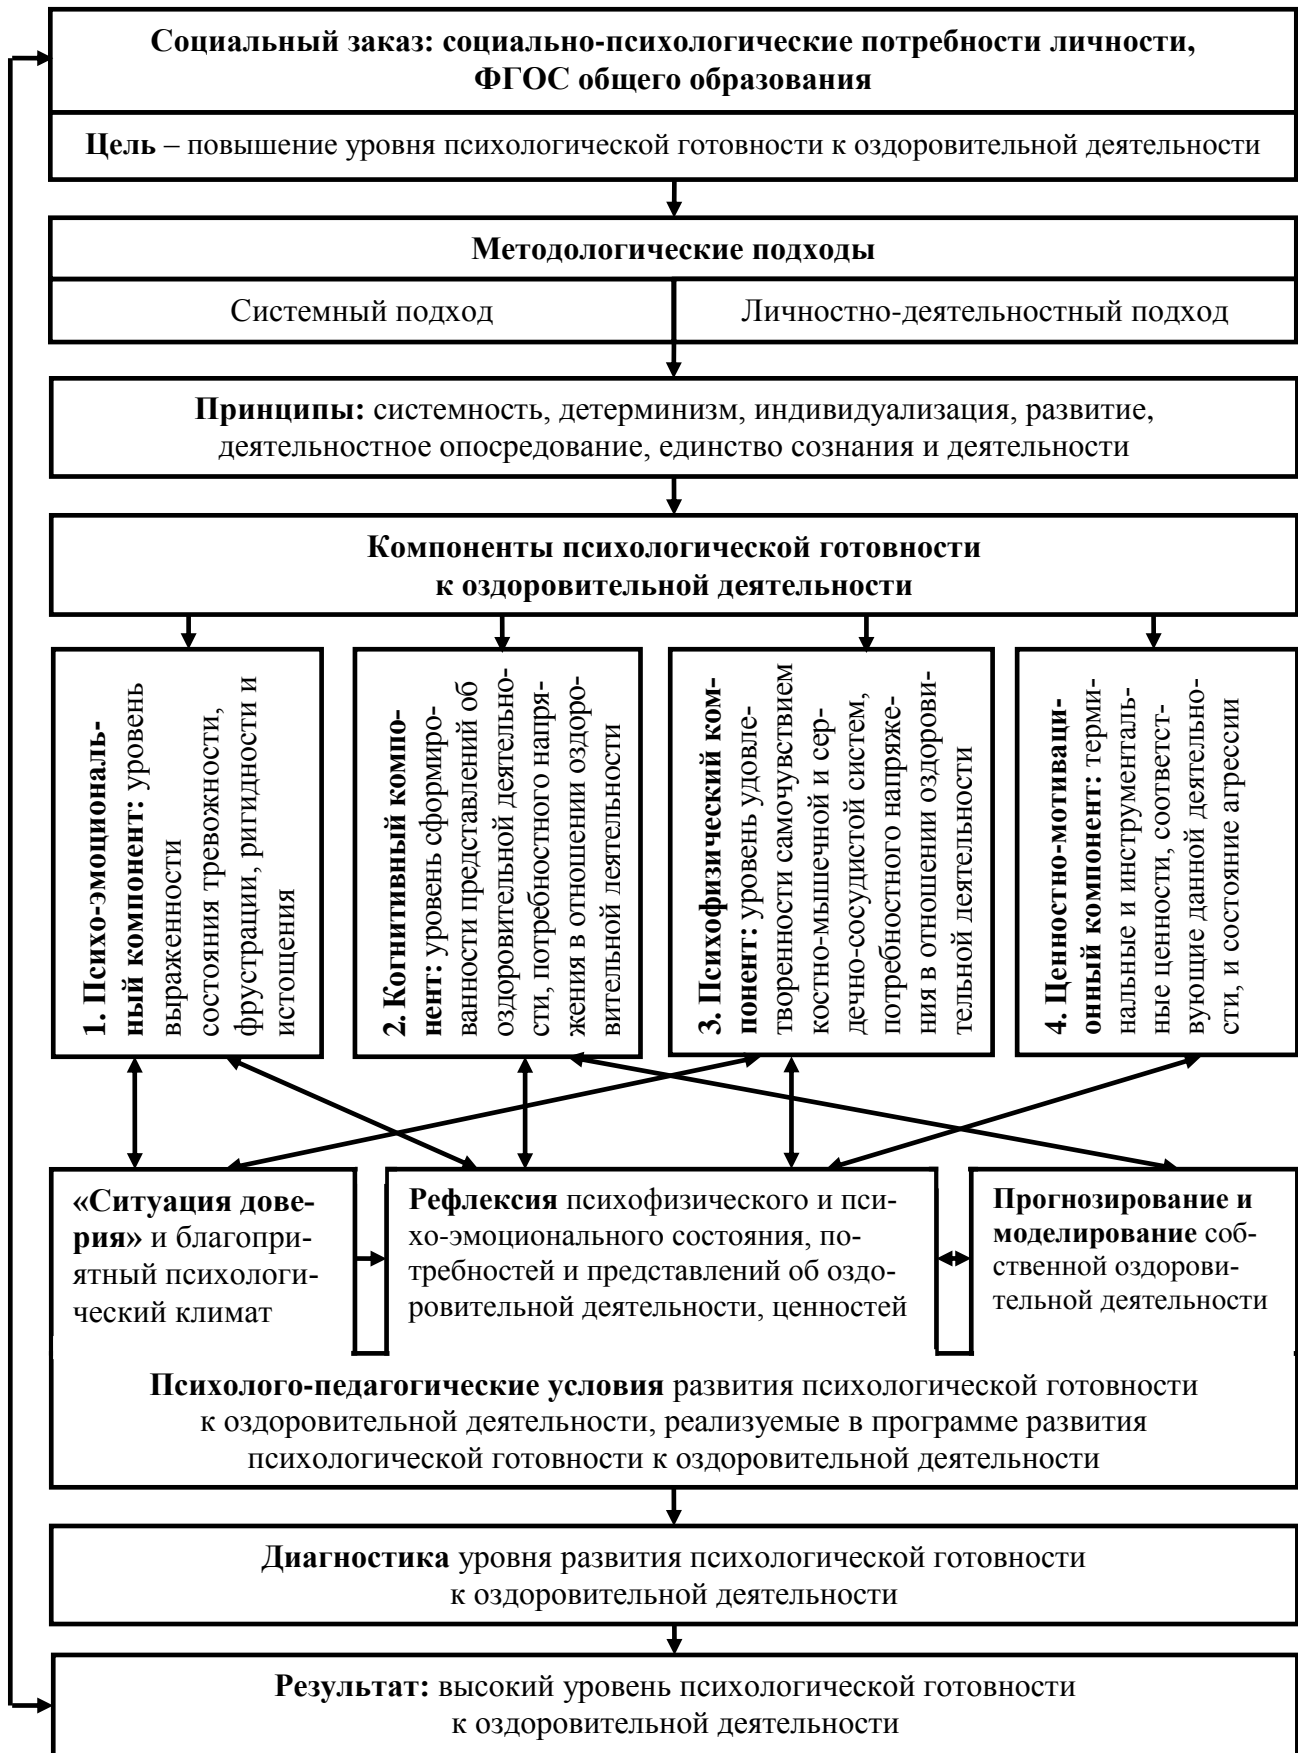 Социальный заказ: социально-психологические потребности личности,
ФГОС общего образования
Цель – повышение уровня психологической готовности к оздоровительной деятельности
Методологические подходы
Системный подход
Личностно-деятельностный подход
Принципы: системность, детерминизм, индивидуализация, развитие,
деятельностное опосредование, единство сознания и деятельности
Компоненты психологической готовности
к оздоровительной деятельности
1. Психо-эмоциональ-
ный компонент: уровень
выраженности
состояния тревожности,
фрустрации, ригидности и
истощения
2. Когнитивный компо-
нент: уровень сформиро-
ванности представлений об
оздоровительной деятельно-
сти, потребностного напря-
жения в отношении оздоро-
вительной деятельности
3. Психофизический ком-
понент: уровень удовле-
творенности самочувствием
костно-мышечной и сер-
дечно-сосудистой систем,
потребностного напряже-
ния в отношении оздорови-
тельной деятельности
4. Ценностно-мотиваци-
онный компонент: терми-
нальные и инструменталь-
ные ценности, соответст-
вующие данной деятельно-
сти, и состояние агрессии
«Ситуация дове-
рия» и благопри-
ятный психологи-
ческий климат
Рефлексия психофизического и пси-
хо-эмоционального состояния, по-
требностей и представлений об оздо-
ровительной деятельности, ценностей
Прогнозирование и
моделирование соб-
ственной оздорови-
тельной деятельности
Психолого-педагогические условия развития психологической готовности
к оздоровительной деятельности, реализуемые в программе развития
психологической готовности к оздоровительной деятельности
Диагностика уровня развития психологической готовности
к оздоровительной деятельности
Результат: высокий уровень психологической готовности
к оздоровительной деятельности